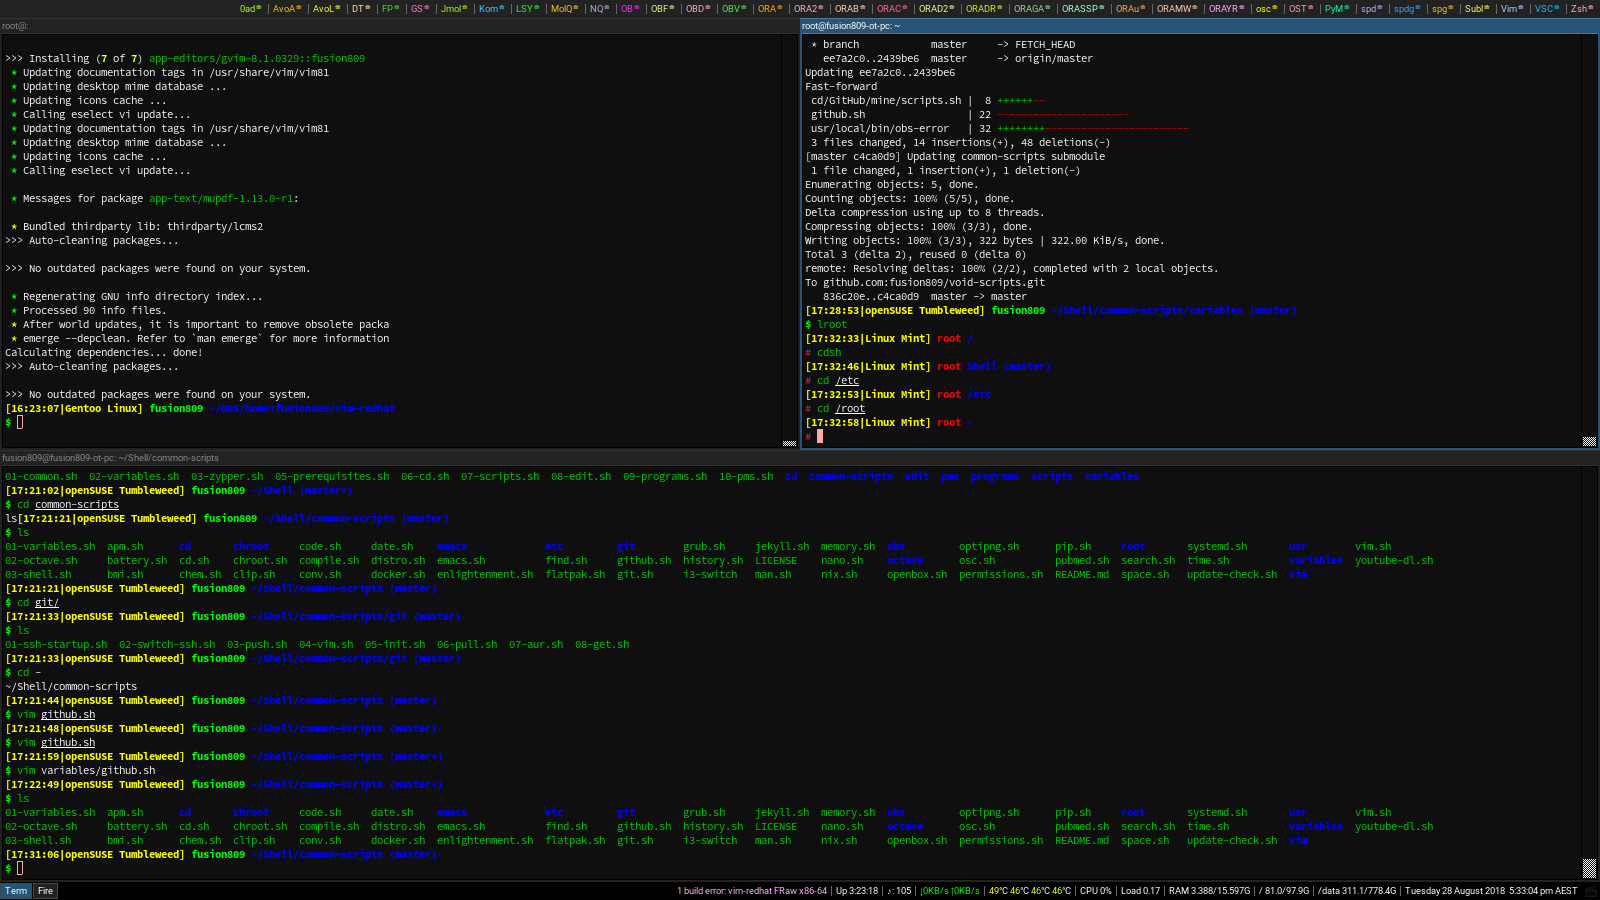 0ad* | AvoA* | AvoL* | DT* | FP* | GS* | Jmol* | Korn* | LSY* | MolQ* | NQ* | OB* | OBF* | OBD* | OBV* | ORA* | ORA2* | ORAB* | ORAC* | ORAD2* | ORADR* | ORAGA* | ORASSP* | ORAu* | ORAMW* | ORAYR* | osc* | OST* | PyM* | spd* | spdg* | spg* | Subl* | Vim* | VSC* | Zsh*
root@:
>>> Installing (7 of 7) app-editors/gvim-8.1.0329::fusion809
* Updating documentation tags in /usr/share/vim/vim81
* Updating desktop mime database ...
* Updating icons cache ...
* Calling eselect vi update...
* Updating documentation tags in /usr/share/vim/vim81
* Updating desktop mime database ...
* Updating icons cache ...
* Calling eselect vi update...
* Messages for package app-text/mupdf-1.13.0-r1:
* Bundled thirdparty lib: thirdparty/lcms2
>>> Auto-cleaning packages...
>>> No outdated packages were found on your system.
* Regenerating GNU info directory index...
* Processed 90 info files.
* After world updates, it is important to remove obsolete packa
* emerge --depclean. Refer to `man emerge` for more information
Calculating dependencies... done!
>>> Auto-cleaning packages...
>>> No outdated packages were found on your system.
[16:23:07|Gentoo Linux] fusion809 ~/OBS/home:fusion809/vim-redhat
$
root@fusion809-ot-pc: ~
* branch            master     -> FETCH_HEAD
ee7a2c0..2439be6  master     -> origin/master
Updating ee7a2c0..2439be6
Fast-forward
cd/GitHub/mine/scripts.sh |  8 ++++++--
github.sh                 | 22 ----------------------
usr/local/bin/obs-error   | 32 ++++++++------------------------
3 files changed, 14 insertions(+), 48 deletions(-)
[master c4ca0d9] Updating common-scripts submodule
1 file changed, 1 insertion(+), 1 deletion(-)
Enumerating objects: 5, done.
Counting objects: 100% (5/5), done.
Delta compression using up to 8 threads.
Compressing objects: 100% (3/3), done.
Writing objects: 100% (3/3), 322 bytes | 322.00 KiB/s, done.
Total 3 (delta 2), reused 0 (delta 0)
remote: Resolving deltas: 100% (2/2), completed with 2 local objects.
To github.com:fusion809/void-scripts.git
836c20e..c4ca0d9  master -> master
[17:28:53|openSUSE Tumbleweed] fusion809 ~/Shell/common-scripts/variables (master)
$ lroot
[17:32:33|Linux Mint] root /
# cdsh
[17:32:46|Linux Mint] root Shell (master)
# cd /etc
[17:32:53|Linux Mint] root /etc
# cd /root
[17:32:58|Linux Mint] root ~
#
fusion809@fusion809-ot-pc: ~/Shell/common-scripts
01-common.sh  02-variables.sh  03-zypper.sh  05-prerequisites.sh  06-cd.sh  07-scripts.sh  08-edit.sh  09-programs.sh  10-pms.sh  cd  common-scripts  edit  pms  programs  scripts  variables
[17:21:02|openSUSE Tumbleweed] fusion809 ~/Shell (master+)
$ cd common-scripts
ls[17:21:21|openSUSE Tumbleweed] fusion809 ~/Shell/common-scripts (master)
$ ls
01-variables.sh  apm.sh  cd  chroot  code.sh  date.sh  emacs  etc  git  grub.sh  jekyll.sh  memory.sh  obs  optipng.sh  pip.sh  root  systemd.sh  usr  vim.sh
02-octave.sh  battery.sh  cd.sh  chroot.sh  compile.sh  distro.sh  emacs.sh  find.sh  github.sh  history.sh  LICENSE  nano.sh  octave  osc.sh  pubmed.sh  search.sh  time.sh  variables  youtube-dl.sh
03-shell.sh  bmi.sh  chem.sh  clip.sh  conv.sh  docker.sh  enlightenment.sh  flatpak.sh  git.sh  i3-switch  man.sh  nix.sh  openbox.sh  permissions.sh  README.md  space.sh  update-check.sh  vim
[17:21:21|openSUSE Tumbleweed] fusion809 ~/Shell/common-scripts (master)
$ cd git/
[17:21:33|openSUSE Tumbleweed] fusion809 ~/Shell/common-scripts/git (master)
$ ls
01-ssh-startup.sh  02-switch-ssh.sh  03-push.sh  04-vim.sh  05-init.sh  06-pull.sh  07-aur.sh  08-get.sh
[17:21:33|openSUSE Tumbleweed] fusion809 ~/Shell/common-scripts/git (master)
$ cd -
~/Shell/common-scripts
[17:21:44|openSUSE Tumbleweed] fusion809 ~/Shell/common-scripts (master)
$ vim github.sh
[17:21:48|openSUSE Tumbleweed] fusion809 ~/Shell/common-scripts (master)
$ vim github.sh
[17:21:59|openSUSE Tumbleweed] fusion809 ~/Shell/common-scripts (master+)
$ vim variables/github.sh
[17:22:49|openSUSE Tumbleweed] fusion809 ~/Shell/common-scripts (master+)
$ ls
01-variables.sh  apm.sh  cd  chroot  code.sh  date.sh  emacs  etc  git  grub.sh  jekyll.sh  memory.sh  obs  optipng.sh  pip.sh  root  systemd.sh  usr  vim.sh
02-octave.sh  battery.sh  cd.sh  chroot.sh  compile.sh  distro.sh  emacs.sh  find.sh  github.sh  history.sh  LICENSE  nano.sh  octave  osc.sh  pubmed.sh  search.sh  time.sh  variables  youtube-dl.sh
03-shell.sh  bmi.sh  chem.sh  clip.sh  conv.sh  docker.sh  enlightenment.sh  flatpak.sh  git.sh  i3-switch  man.sh  nix.sh  openbox.sh  permissions.sh  README.md  space.sh  update-check.sh  vim
[17:31:06|openSUSE Tumbleweed] fusion809 ~/Shell/common-scripts (master)
$
Term Fire 1 build error: vim-redhat FRaw x86-64 | Up 3:23:18 | ♪: 105 | ↓0KB/s ↑0KB/s | 49°C 46°C 46°C 46°C | CPU 0% | Load 0.17 | RAM 3.388/15.597G | / 81.0/97.9G | /data 311.1/778.4G | Tuesday 28 August 2018 5:33:04 pm AEST